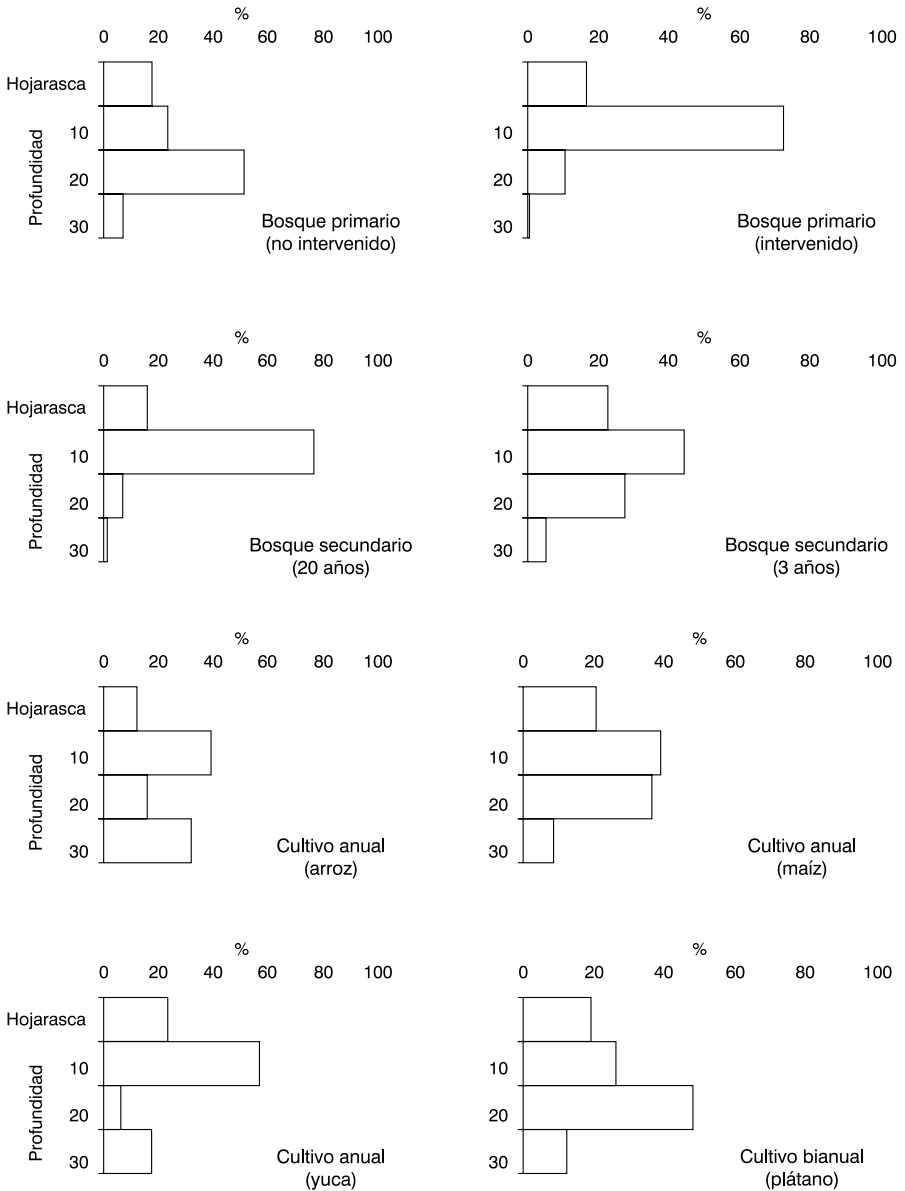 %
0 20 40 60 80 100
Hojarasca
10
20
30
Profundidad
Bosque primario
(no intervenido)
%
0 20 40 60 80 100
10
20
30
Bosque primario
(intervenido)
%
0 20 40 60 80 100
Hojarasca
10
20
30
Profundidad
Bosque secundario
(20 años)
%
0 20 40 60 80 100
10
20
30
Bosque secundario
(3 años)
%
0 20 40 60 80 100
Hojarasca
10
20
30
Profundidad
Cultivo anual
(arroz)
%
0 20 40 60 80 100
10
20
30
Cultivo anual
(maíz)
%
0 20 40 60 80 100
Hojarasca
10
20
30
Profundidad
Cultivo anual
(yuca)
%
0 20 40 60 80 100
10
20
30
Cultivo bianual
(plátano)